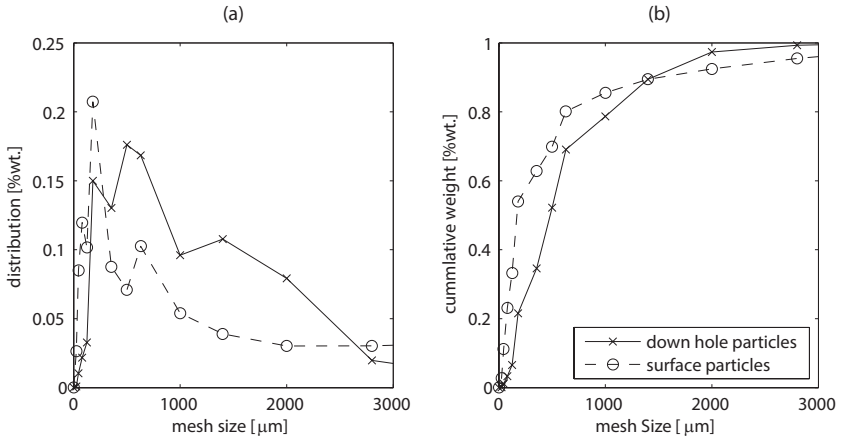 (a)
0.25
0.2
0.15
0.1
0.05
0
distribution [%wt.]
0
1000
2000
3000
mesh size [ μm]
(b)
1
0.8
0.6
0.4
0.2
0
cummlative weight [%wt.]
down hole particles
surface particles
0
1000
2000
3000
mesh Size [ μm]